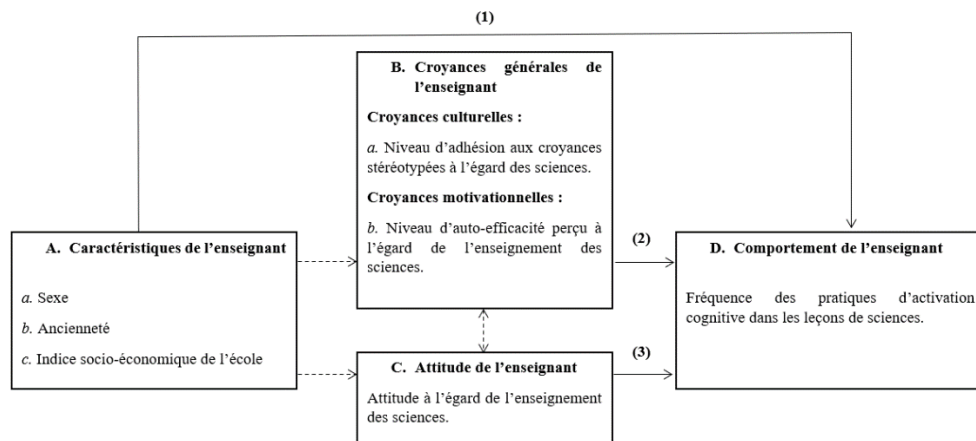 (1)
B. Croyances générales de
l’enseignant
Croyances culturelles :
a. Niveau d’adhésion aux croyances
stéréotypées à l’égard des sciences.
Croyances motivationnelles :
b. Niveau d’auto-efficacité perçu à
l’égard de l’enseignement des
sciences.
A. Caractéristiques de l’enseignant
a. Sexe
b. Ancienneté
c. Indice socio-économique de l’école
(2)
D. Comportement de l’enseignant
Fréquence des pratiques d’activation
cognitive dans les leçons de sciences.
C. Attitude de l’enseignant
Attitude à l’égard de l’enseignement
des sciences.
(3)